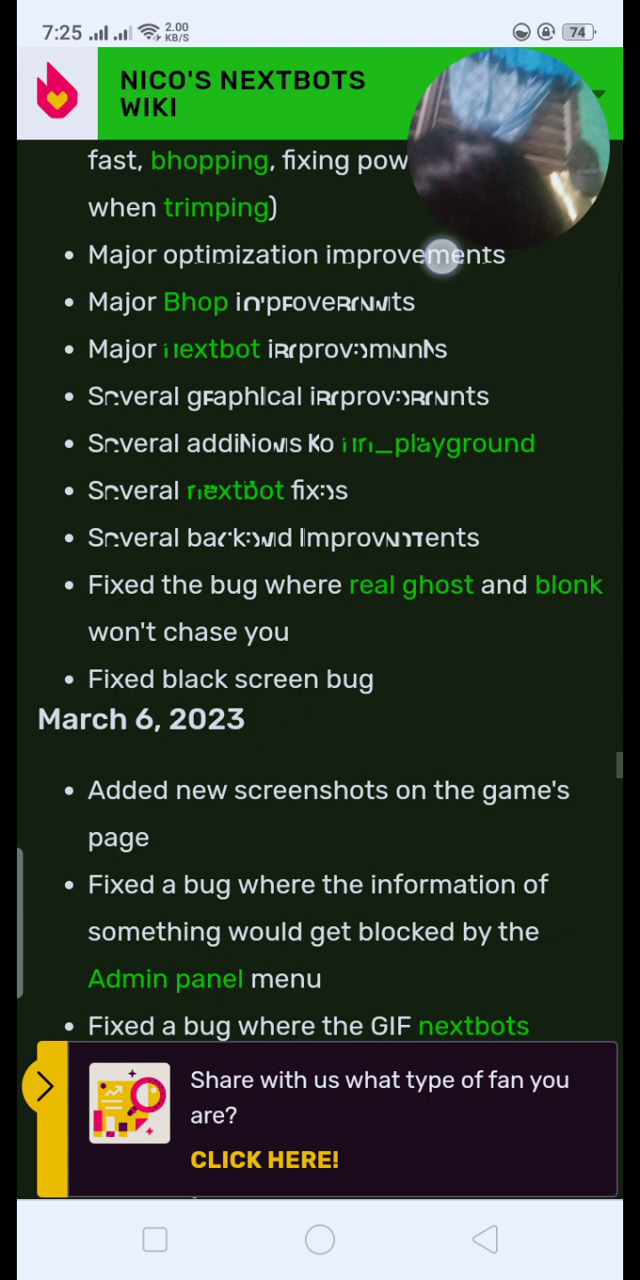 7:25 2.00 KB/S 74
NICO'S NEXTBOTS
WIKI
fast, bhopping, fixing pow
when trimping)
Major optimization improvements
Major Bhop
Major
Several
Several
Several fixes
Several
Fixed the bug where real ghost and blonk
won't chase you
Fixed black screen bug
March 6, 2023
Added new screenshots on the game's
page
Fixed a bug where the information of
something would get blocked by the
Admin panel menu
Fixed a bug where the GIF nextbots
Share with us what type of fan you
are?
CLICK HERE!